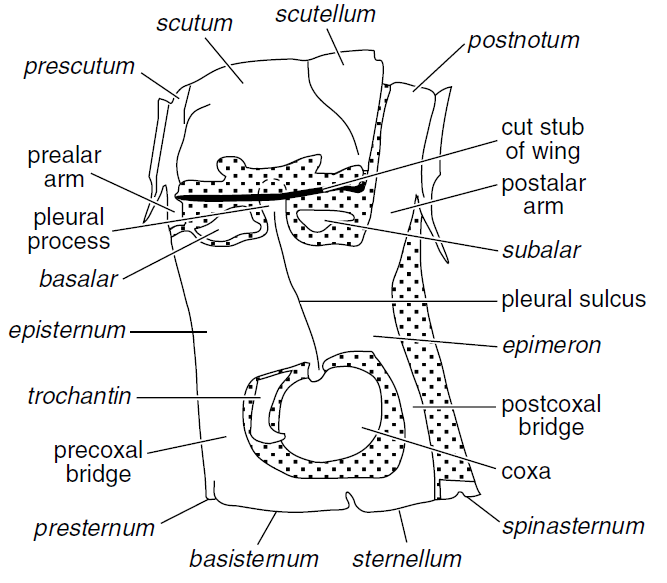 scutum
scutellum
postnotum
prescutum
cut stub
of wing
prealar
arm
postalar
arm
pleural
process
subalar
basalar
pleural sulcus
episternum
epimeron
trochantin
postcoxal
bridge
precoxal
bridge
coxa
presternum
spinasternum
basisternum
sternellum